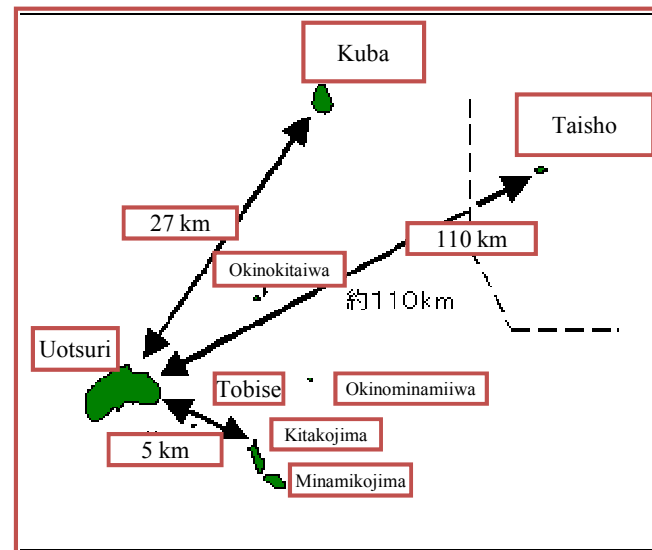 Kuba
Taisho
27 km
110 km
Okinokitaiwa
約110km
Uotsuri
Tobise
Okinominamiiwa
Kitakojima
5 km
Minamikojima